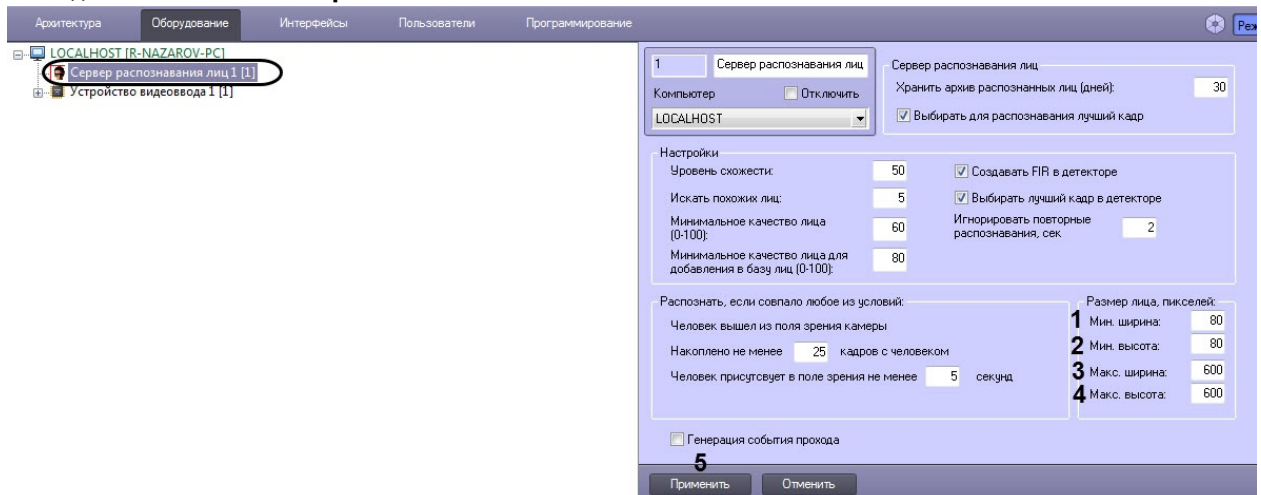 Архитектура Оборудование Интерфейсы Пользователи Программирование
LOCALHOST [R-NAZAROV-PC]
Сервер распознавания лиц 1 [1]
Устройство видеоввода 1 [1]
1 Сервер распознавания лиц
Компьютер Отключить
LOCALHOST
Сервер распознавания лиц
Хранить архив распознанных лиц (дней): 30
Выбирать для распознавания лучший кадр
Настройки
Уровень схожести: 50 Создавать FIR в детекторе
Искать похожих лиц: 5 Выбирать лучший кадр в детекторе
Минимальное качество лица (0-100): 60
Игнорировать повторные распознавания, сек 2
Минимальное качество лица для добавления в базу лиц (0-100): 80
Распознать, если совпало любое из условий:
Человек вышел из поля зрения камеры
Накоплено не менее 25 кадров с человеком
Человек присутсвует в поле зрения не менее 5 секунд
Размер лица, пикселей:
1 Мин. ширина: 80
2 Мин. высота: 80
3 Макс. ширина: 600
4 Макс. высота: 600
Генерация события прохода
5
Применить Отменить